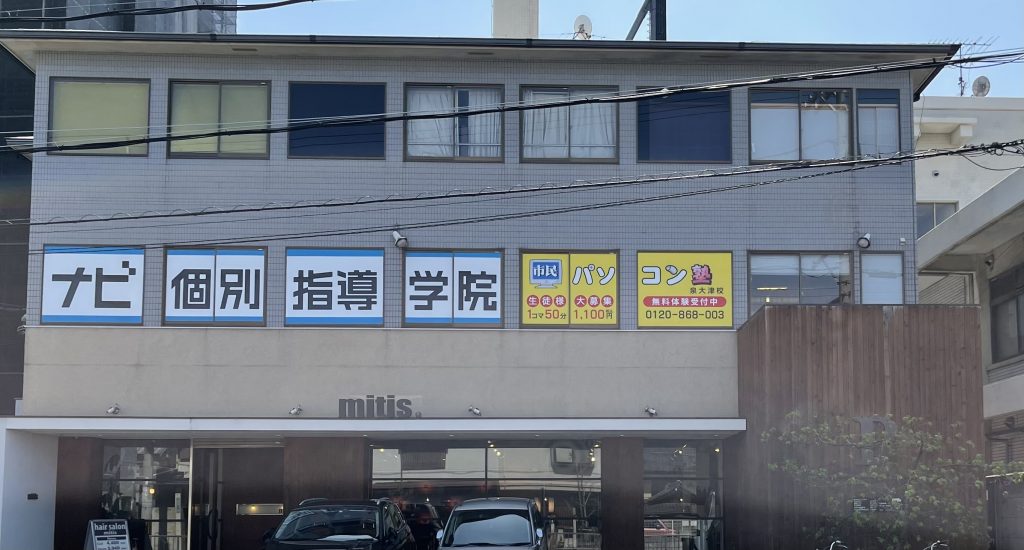 ナビ個別指導学院
市民パソコン塾
泉大津校
生徒様大募集
1コマ50分1,100円
無料体験受付中
0120-868-003
mitis.
hair salon
mitis